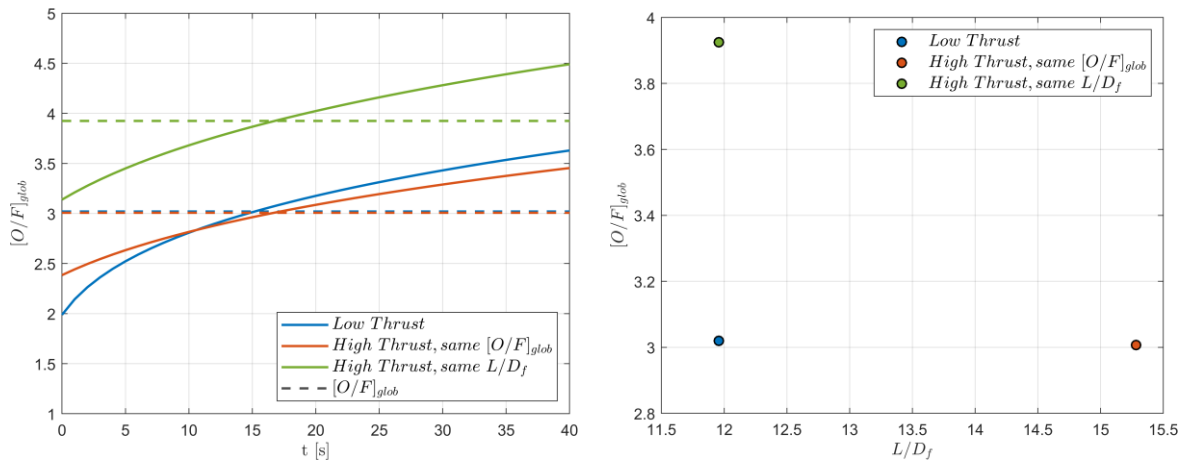 5
4.5
4
3.5
3
2.5
2
1.5
1
[O/F]glob
Low Thrust
High Thrust, same [O/F]glob
High Thrust, same L/Df
[O/F]glob
0 5 10 15 20 25 30 35 40
t [s]
4
3.8
3.6
3.4
3.2
3
2.8
[O/F]glob
Low Thrust
High Thrust, same [O/F]glob
High Thrust, same L/Df
11.5 12 12.5 13 13.5 14 14.5 15 15.5
L/Df